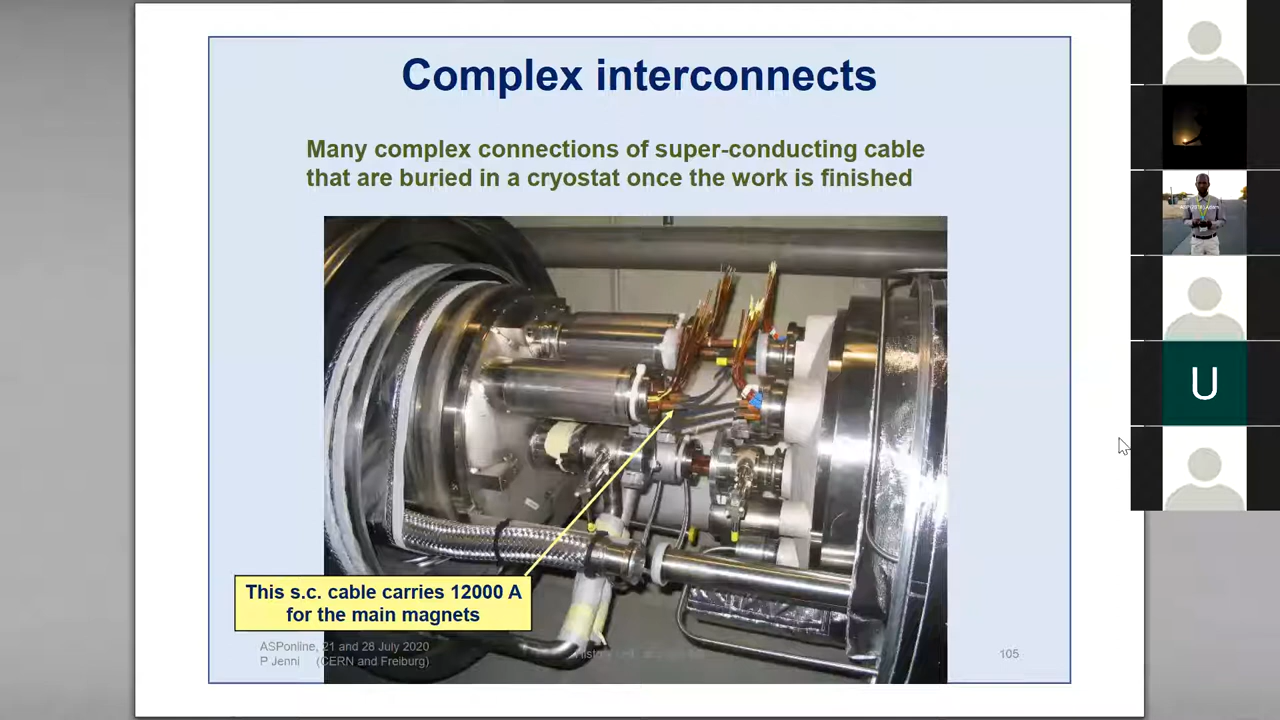 Complex interconnects
Many complex connections of super-conducting cable
that are buried in a cryostat once the work is finished
This s.c. cable carries 12000 A
for the main magnets
ASPonline, 21 and 28 July 2020
P Jenni (CERN and Freiburg)
105
U